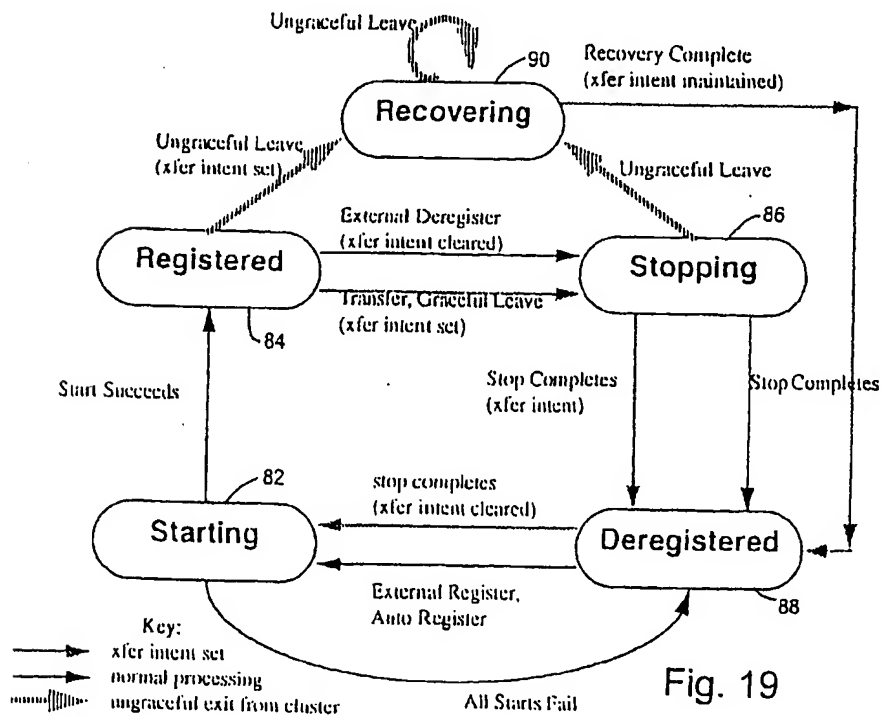 Ungraceful Leave
90
Recovery Complete
(xfer intent maintained)
Recovering
Ungraceful Leave
(xfer intent set)
Ungraceful Leave
External Deregister
(xfer intent cleared)
86
Registered
Stopping
Transfer, Graceful Leave
(xfer intent set)
84
Start Succeeds
Stop Completes
(xfer intent)
Stop Completes
82
stop completes
(xfer intent cleared)
Starting
Deregistered
External Register,
Auto Register
88
Key:
xfer intent set
normal processing
ungraceful exit from cluster
All Starts Fail
Fig. 19